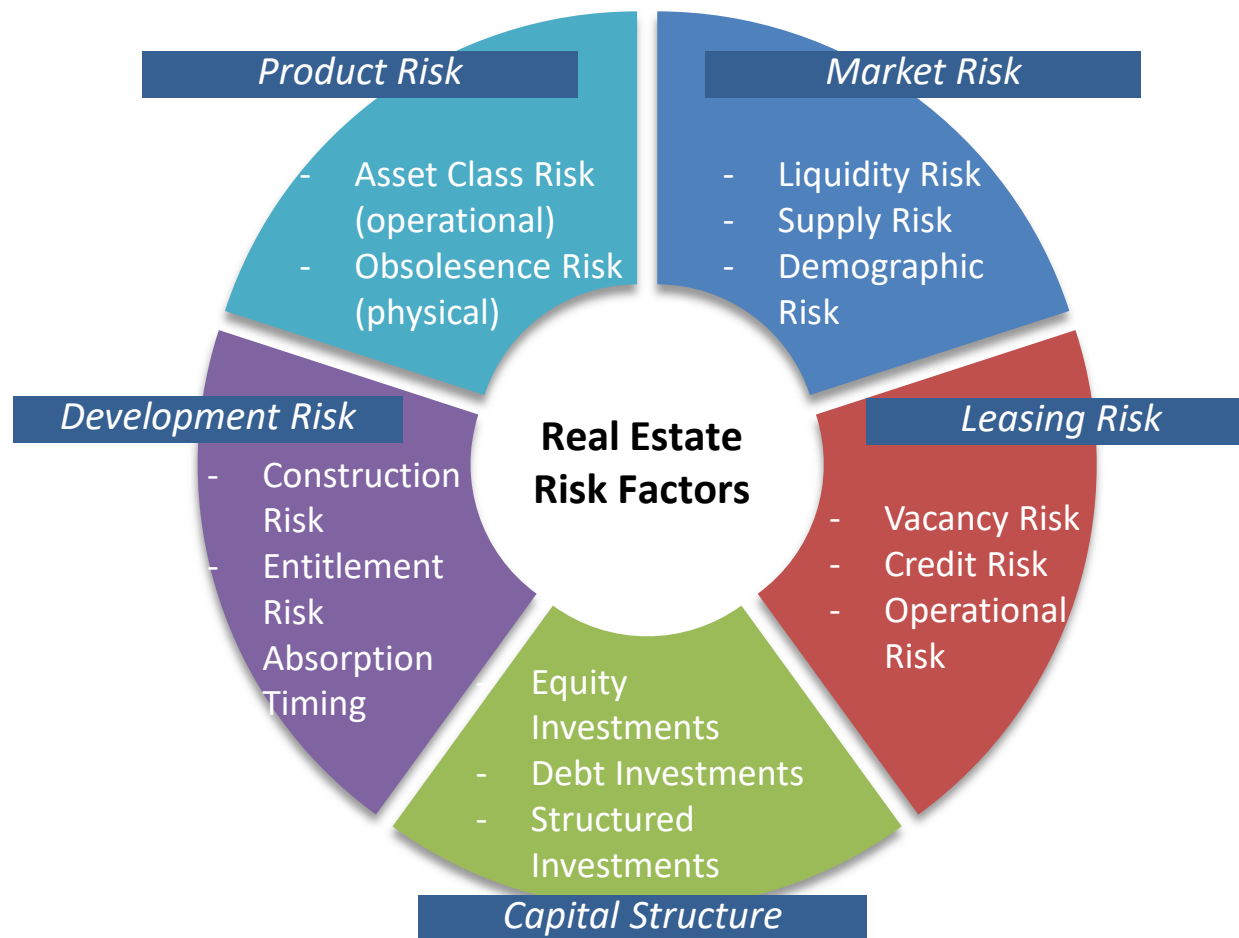 Product Risk
- Asset Class Risk
(operational)
- Obsolesence Risk
(physical)
Market Risk
- Liquidity Risk
- Supply Risk
- Demographic
Risk
Development Risk
- Construction
Risk
- Entitlement
Risk
Absorption
Timing
Real Estate
Risk Factors
Leasing Risk
- Vacancy Risk
- Credit Risk
- Operational
Risk
- Equity
Investments
- Debt Investments
- Structured
Investments
Capital Structure